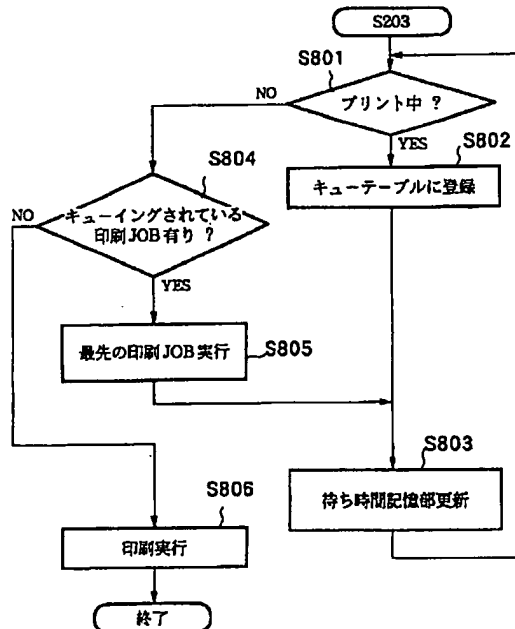 S203
S801
プリント中 ?
NO
YES
S802
キューテーブルに登録
S804
キューイングされている
印刷JOB有り ?
NO
YES
最先の印刷JOB実行
S805
S803
待ち時間記憶部更新
S806
印刷実行
終了